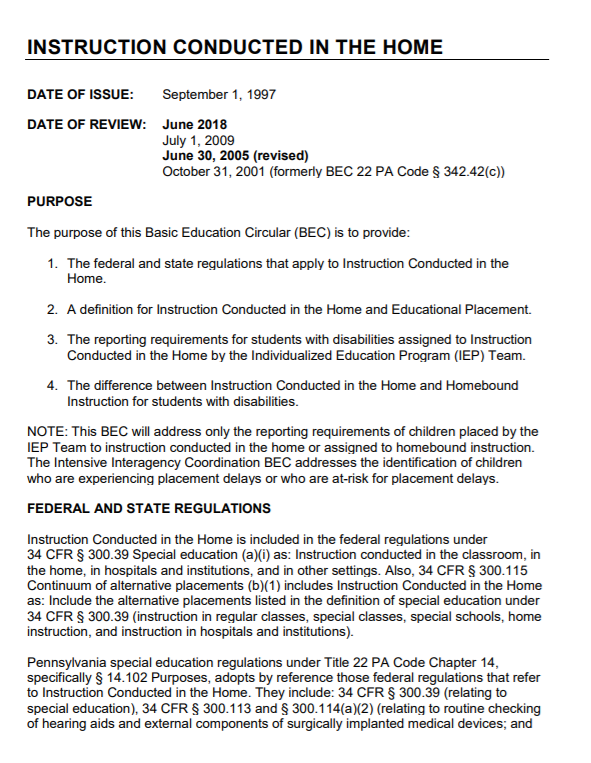 INSTRUCTION CONDUCTED IN THE HOME
DATE OF ISSUE: September 1, 1997
DATE OF REVIEW: June 2018
July 1, 2009
June 30, 2005 (revised)
October 31, 2001 (formerly BEC 22 PA Code § 342.42(c))
PURPOSE
The purpose of this Basic Education Circular (BEC) is to provide:
1. The federal and state regulations that apply to Instruction Conducted in the
Home.
2. A definition for Instruction Conducted in the Home and Educational Placement.
3. The reporting requirements for students with disabilities assigned to Instruction
Conducted in the Home by the Individualized Education Program (IEP) Team.
4. The difference between Instruction Conducted in the Home and Homebound
Instruction for students with disabilities.
NOTE: This BEC will address only the reporting requirements of children placed by the
IEP Team to instruction conducted in the home or assigned to homebound instruction.
The Intensive Interagency Coordination BEC addresses the identification of children
who are experiencing placement delays or who are at-risk for placement delays.
FEDERAL AND STATE REGULATIONS
Instruction Conducted in the Home is included in the federal regulations under
34 CFR § 300.39 Special education (a)(i) as: Instruction conducted in the classroom, in
the home, in hospitals and institutions, and in other settings. Also, 34 CFR § 300.115
Continuum of alternative placements (b)(1) includes Instruction Conducted in the Home
as: Include the alternative placements listed in the definition of special education under
34 CFR § 300.39 (instruction in regular classes, special classes, special schools, home
instruction, and instruction in hospitals and institutions).
Pennsylvania special education regulations under Title 22 PA Code Chapter 14,
specifically § 14.102 Purposes, adopts by reference those federal regulations that refer
to Instruction Conducted in the Home. They include: 34 CFR § 300.39 (relating to
special education), 34 CFR § 300.113 and § 300.114(a)(2) (relating to routine checking
of hearing aids and external components of surgically implanted medical devices; and